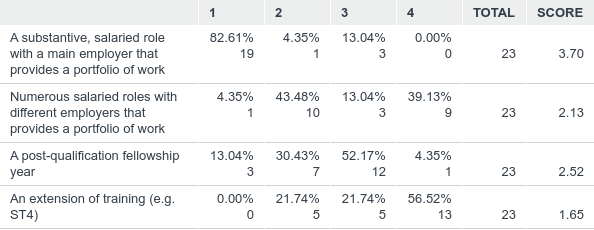 1 2 3 4 TOTAL SCORE
A substantive, salaried role 82.61% 4.35% 13.04% 0.00%
with a main employer that 19 1 3 0 23 3.70
provides a portfolio of work
Numerous salaried roles with 4.35% 43.48% 13.04% 39.13%
different employers that 1 10 3 9 23 2.13
provides a portfolio of work
A post-qualification fellowship 13.04% 30.43% 52.17% 4.35%
year 3 7 12 1 23 2.52
An extension of training (e.g. 0.00% 21.74% 21.74% 56.52%
ST4) 0 5 5 13 23 1.65